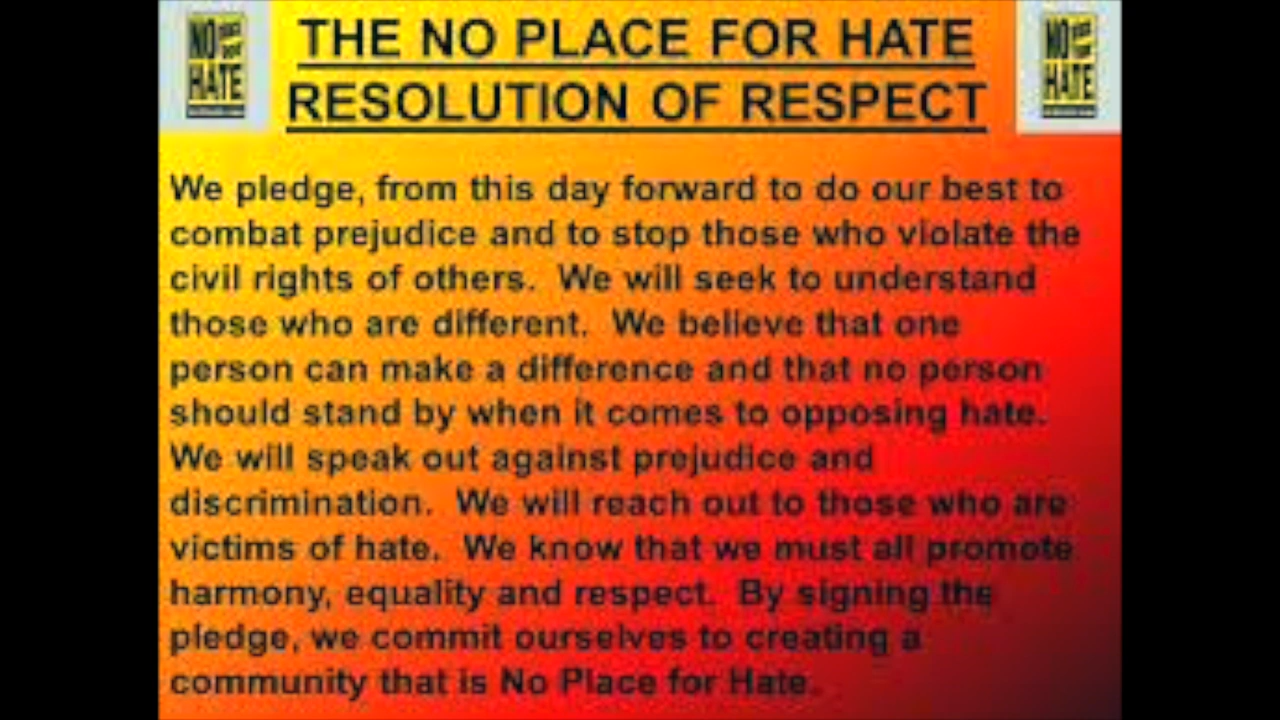 THE NO PLACE FOR HATE
RESOLUTION OF RESPECT
NO
HATE
NO
HATE
We pledge, from this day forward to do our best to
combat prejudice and to stop those who violate the
civil rights of others.  We will seek to understand
those who are different.  We believe that one
person can make a difference and that no person
should stand by when it comes to opposing hate.
We will speak out against prejudice and
discrimination.  We will reach out to those who are
victims of hate.  We know that we must all promote
harmony, equality and respect.  By signing the
pledge, we commit ourselves to creating a
community that is No Place for Hate.